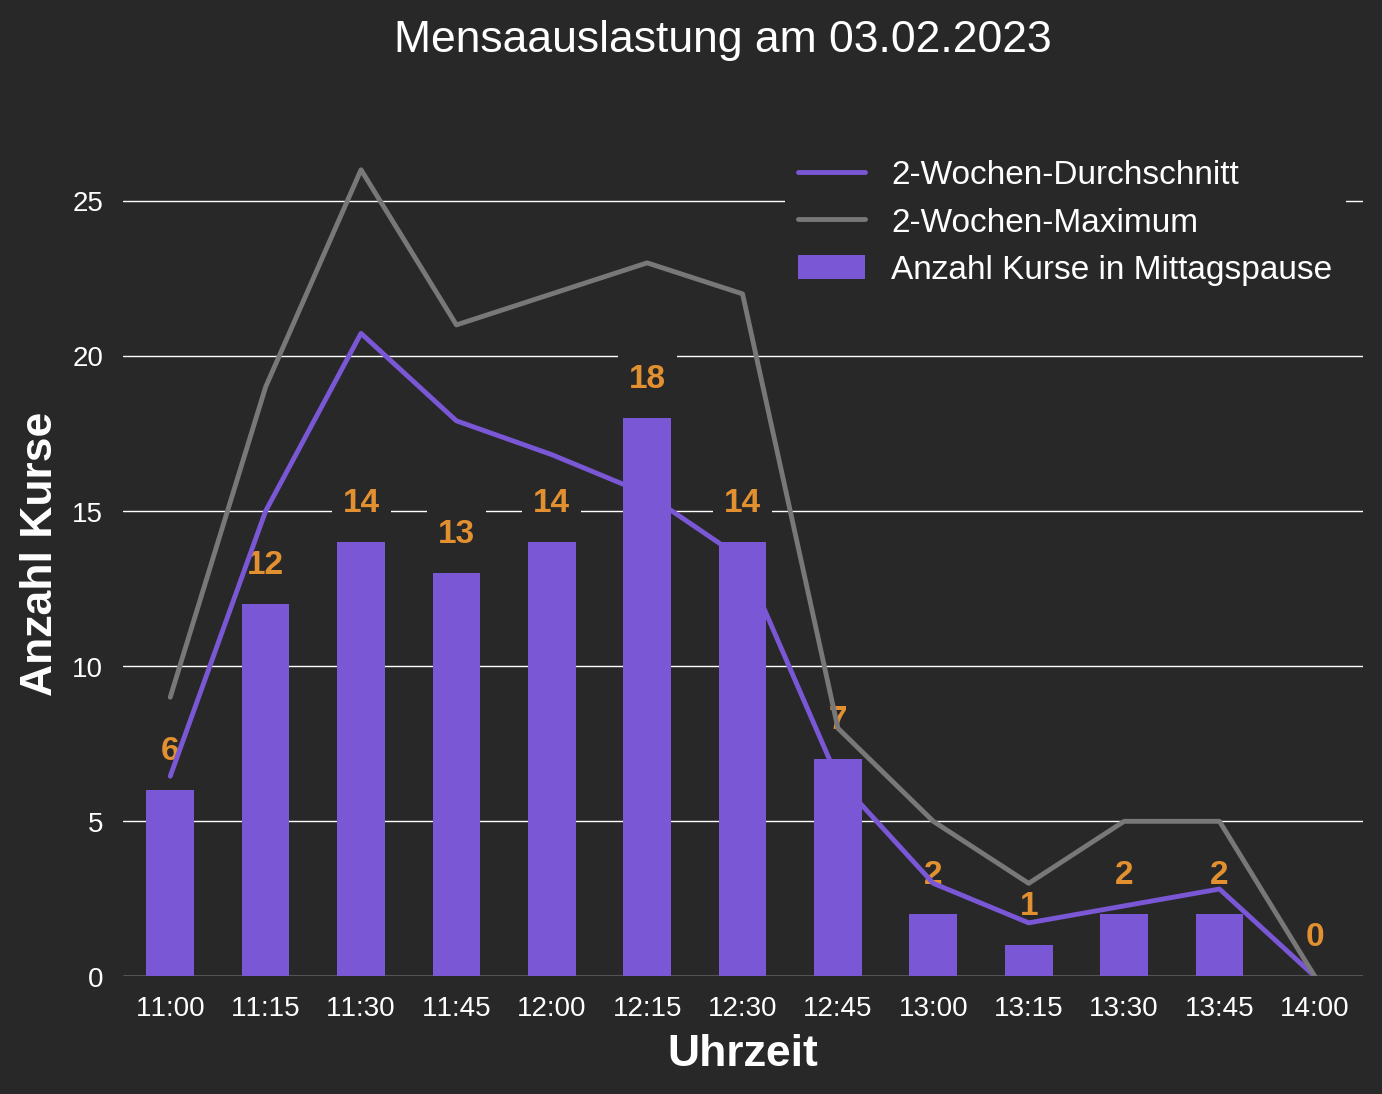 Mensaauslastung am 03.02.2023
2-Wochen-Durchschnitt
2-Wochen-Maximum
Anzahl Kurse in Mittagspause
Anzahl Kurse
25
20
15
10
5
0
6
12
14
13
14
18
14
7
2
1
2
2
0
11:00 11:15 11:30 11:45 12:00 12:15 12:30 12:45 13:00 13:15 13:30 13:45 14:00
Uhrzeit